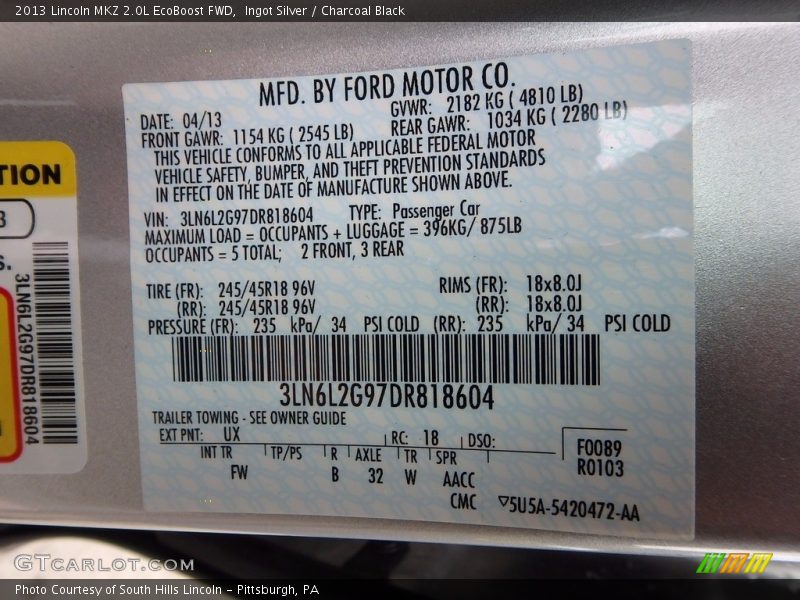 2013 Lincoln MKZ 2.0L EcoBoost FWD, Ingot Silver / Charcoal Black
MFD. BY FORD MOTOR CO.
DATE: 04/13 GVWR: 2182 KG ( 4810 LB)
FRONT GAWR: 1154 KG ( 2545 LB) REAR GAWR: 1034 KG ( 2280 LB)
THIS VEHICLE CONFORMS TO ALL APPLICABLE FEDERAL MOTOR
VEHICLE SAFETY, BUMPER, AND THEFT PREVENTION STANDARDS
IN EFFECT ON THE DATE OF MANUFACTURE SHOWN ABOVE.
VIN: 3LN6L2G97DR818604 TYPE: Passenger Car
MAXIMUM LOAD = OCCUPANTS + LUGGAGE = 396KG/ 875LB
OCCUPANTS = 5 TOTAL; 2 FRONT, 3 REAR
TIRE (FR): 245/45R18 96V RIMS (FR): 18x8.0J
(RR): 245/45R18 96V (RR): 18x8.0J
PRESSURE (FR): 235 kPa/ 34 PSI COLD (RR): 235 kPa/ 34 PSI COLD
3LN6L2G97DR818604
TRAILER TOWING - SEE OWNER GUIDE
EXT PNT: UX RC: 18 DSO: F0089
INT TR TP/PS R AXLE TR SPR R0103
FW B 32 W AACC
CMC ▽5U5A-5420472-AA
TION
3
S.
3LN6L2G97DR818604
GTCARLOT.COM
Photo Courtesy of South Hills Lincoln - Pittsburgh, PA